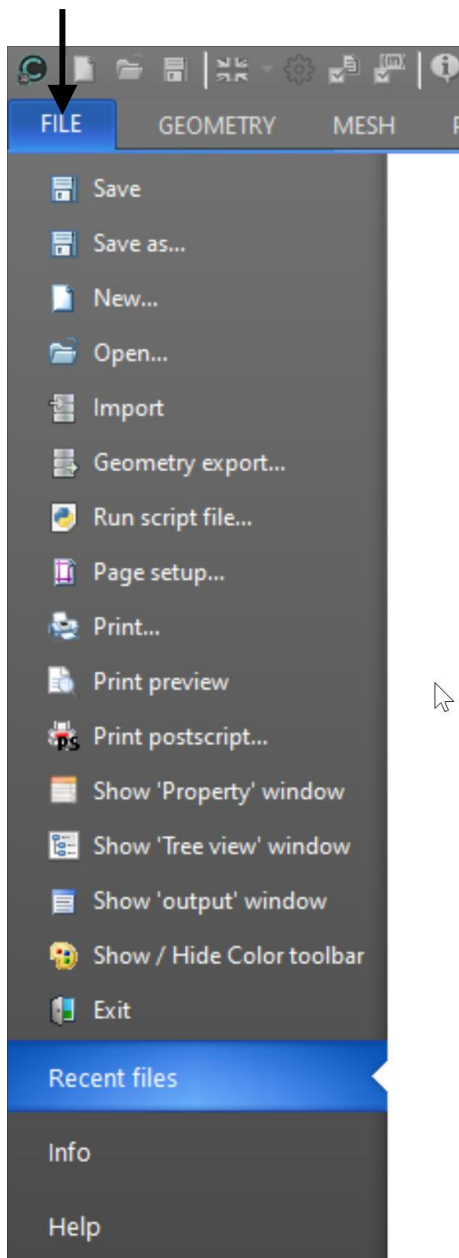 FILE GEOMETRY MESH
Save
Save as...
New...
Open...
Import
Geometry export...
Run script file...
Page setup...
Print...
Print preview
Print postscript...
Show 'Property' window
Show 'Tree view' window
Show 'output' window
Show / Hide Color toolbar
Exit
Recent files
Info
Help